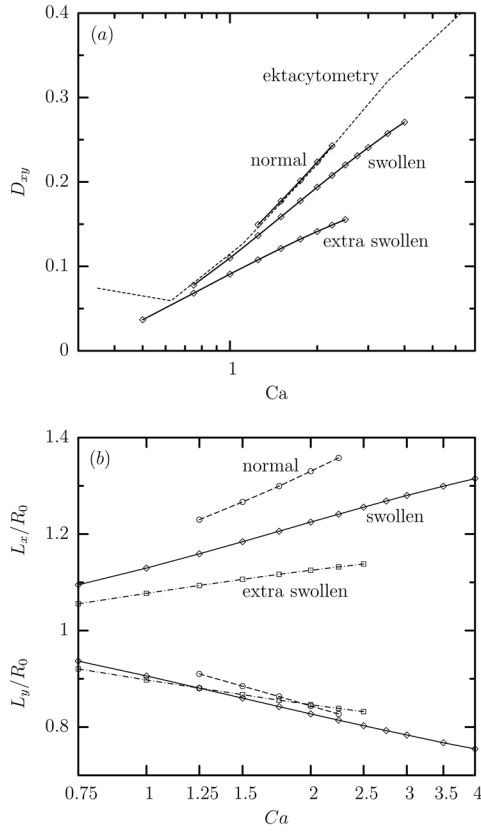 0.4
(a)
ektacytometry
0.3
normal
swollen
D_{xy}
0.2
extra swollen
0.1
0
1
Ca
1.4
(b)
normal
L_x/R_0
swollen
1.2
extra swollen
1
L_y/R_0
0.8
0.75 1 1.25 1.5 2 2.5 3 3.5 4
Ca